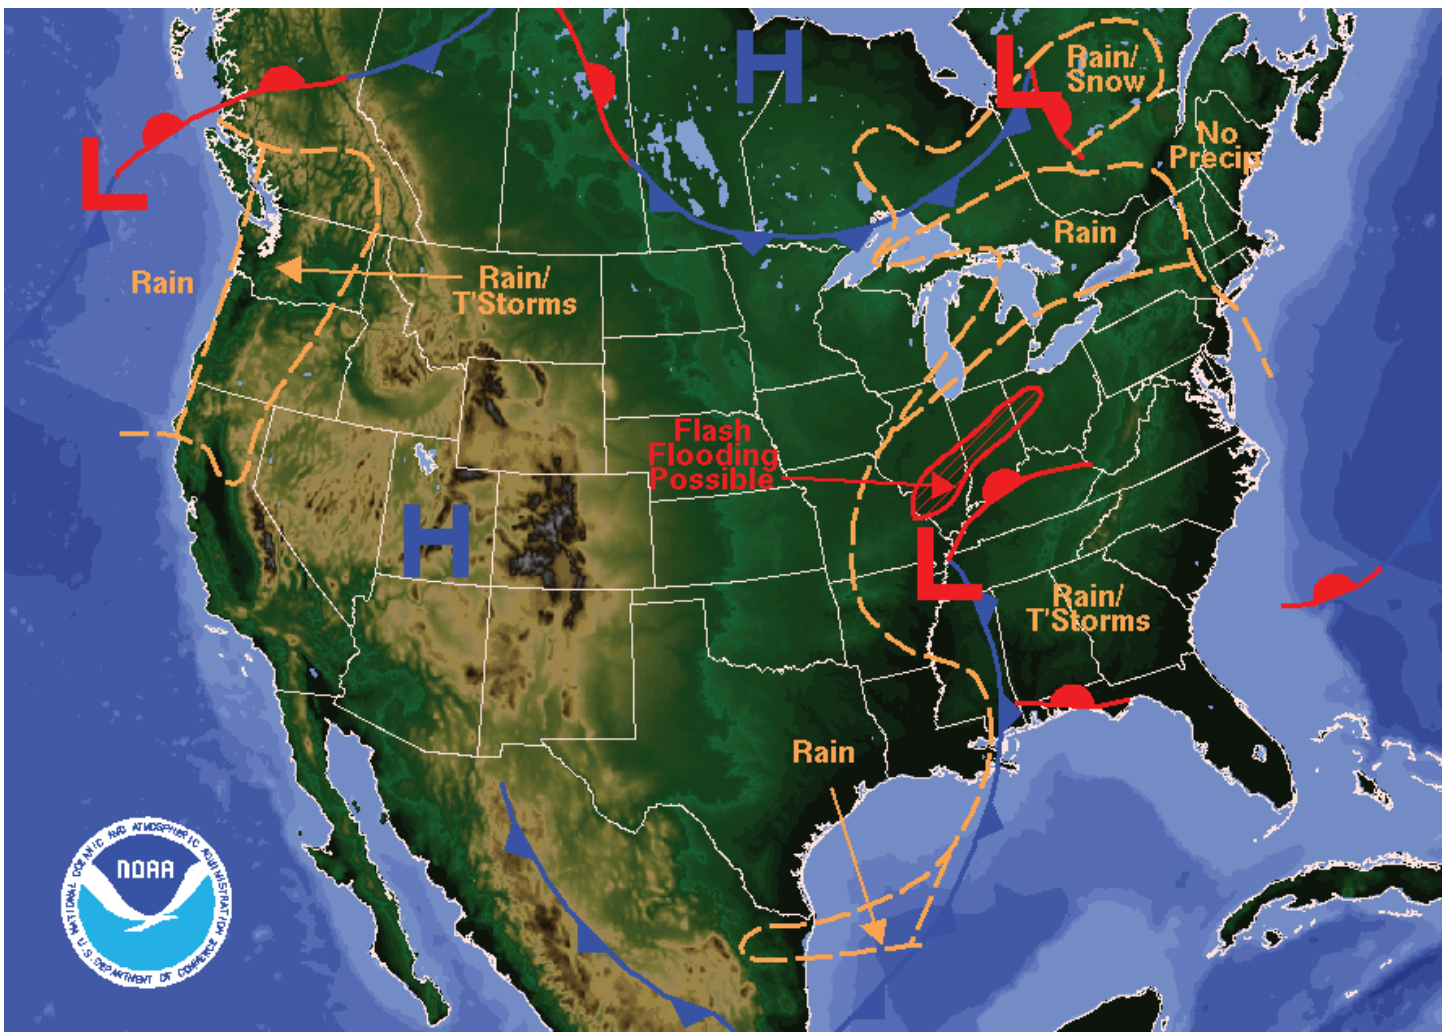 H
L
Rain/
Snow
No
Precip
L
Rain
Rain
Rain/
T'Storms
Flash
Flooding
Possible
H
L
Rain/
T'Storms
Rain
NATIONAL OCEANIC AND ATMOSPHERIC ADMINISTRATION
NOAA
U.S. DEPARTMENT OF COMMERCE